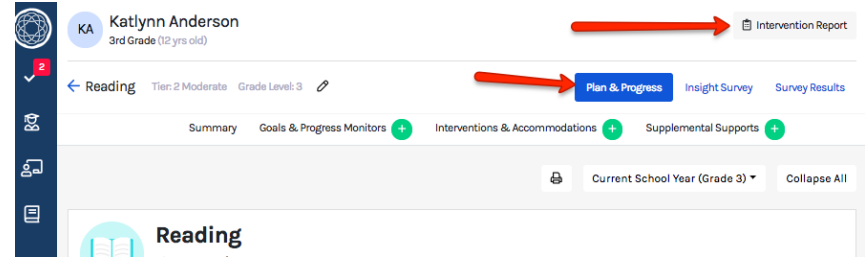 KA
Katlynn Anderson
3rd Grade (12 yrs old)
Intervention Report
2
Reading Tier: 2 Moderate Grade Level: 3
Plan & Progress Insight Survey Survey Results
Summary Goals & Progress Monitors + Interventions & Accommodations + Supplemental Supports +
Current School Year (Grade 3) Collapse All
Reading